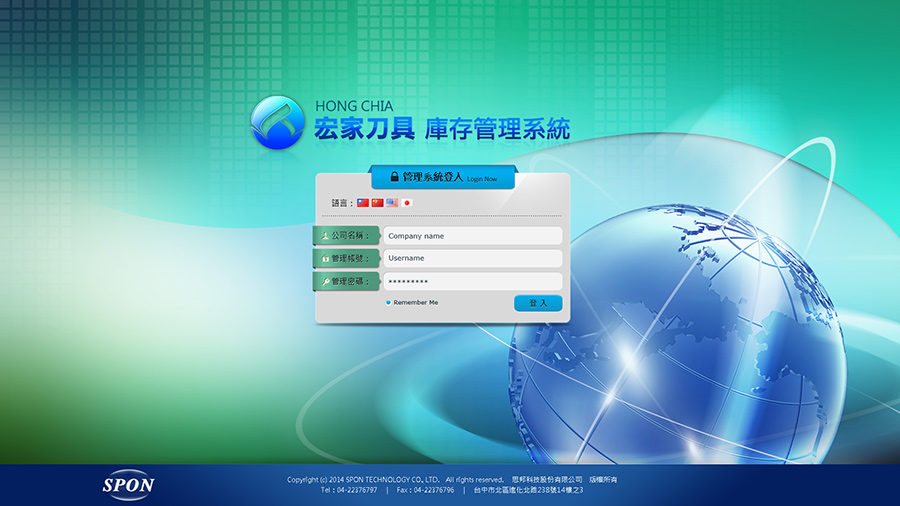 HONG CHIA
宏家刀具 庫存管理系統
管理系統登入 Login Now
語言：
公司名稱： Company name
管理帳號： Username
管理密碼： *********
Remember Me 登入
SPON
Copyright (c) 2014 SPON TECHNOLOGY CO., LTD. All rights reserved. 思邦科技股份有限公司 版權所有
Tel：04-22376797 | Fax：04-22376796 | 台中市北區進化北路238號14樓之3